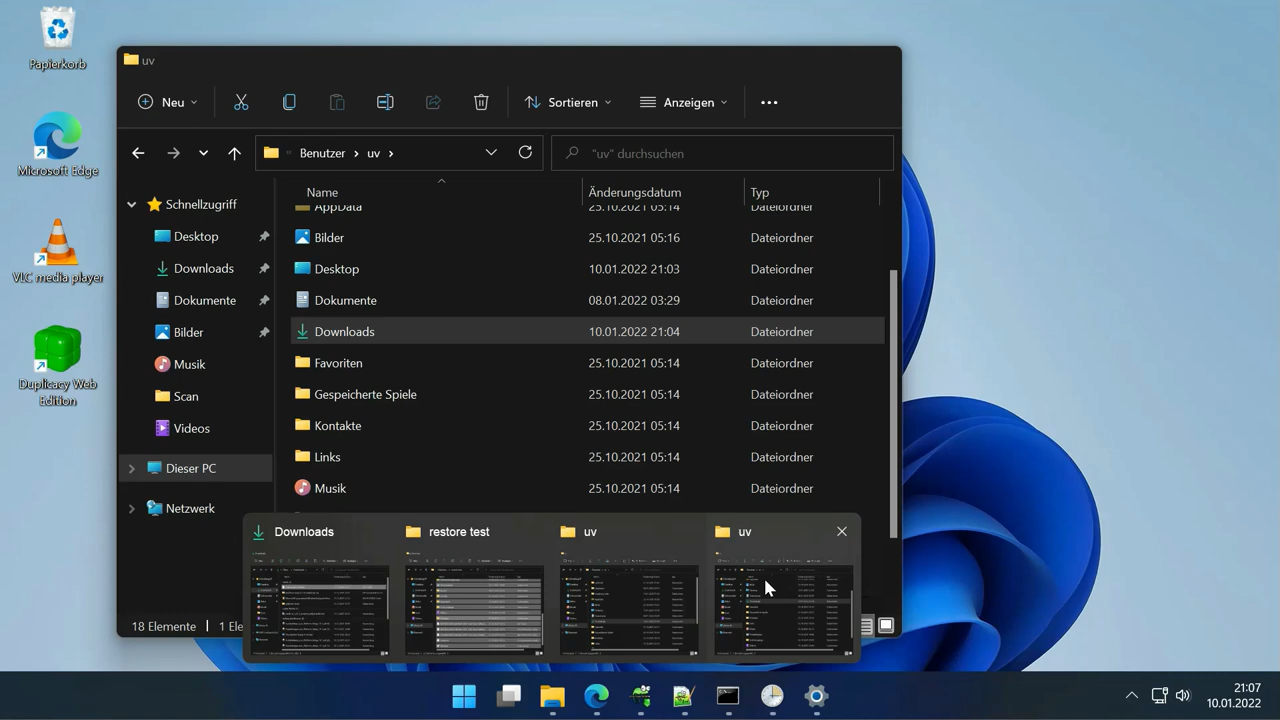 Papierkorb
Microsoft Edge
VLC media player
Duplicacy Web
Edition
uv
Neu
Sortieren
Anzeigen
Benutzer
uv
"uv" durchsuchen
Name
Änderungsdatum
Typ
Schnellzugriff
Desktop
Downloads
Dokumente
Bilder
Musik
Scan
Videos
Dieser PC
Netzwerk
AppData 25.10.2021 05:14 Dateiordner
Bilder 25.10.2021 05:16 Dateiordner
Desktop 10.01.2022 21:03 Dateiordner
Dokumente 08.01.2022 03:29 Dateiordner
Downloads 10.01.2022 21:04 Dateiordner
Favoriten 25.10.2021 05:14 Dateiordner
Gespeicherte Spiele 25.10.2021 05:14 Dateiordner
Kontakte 25.10.2021 05:14 Dateiordner
Links 25.10.2021 05:14 Dateiordner
Musik 25.10.2021 05:14 Dateiordner
18 Elemente
Downloads
restore test
uv
uv
21:07
10.01.2022